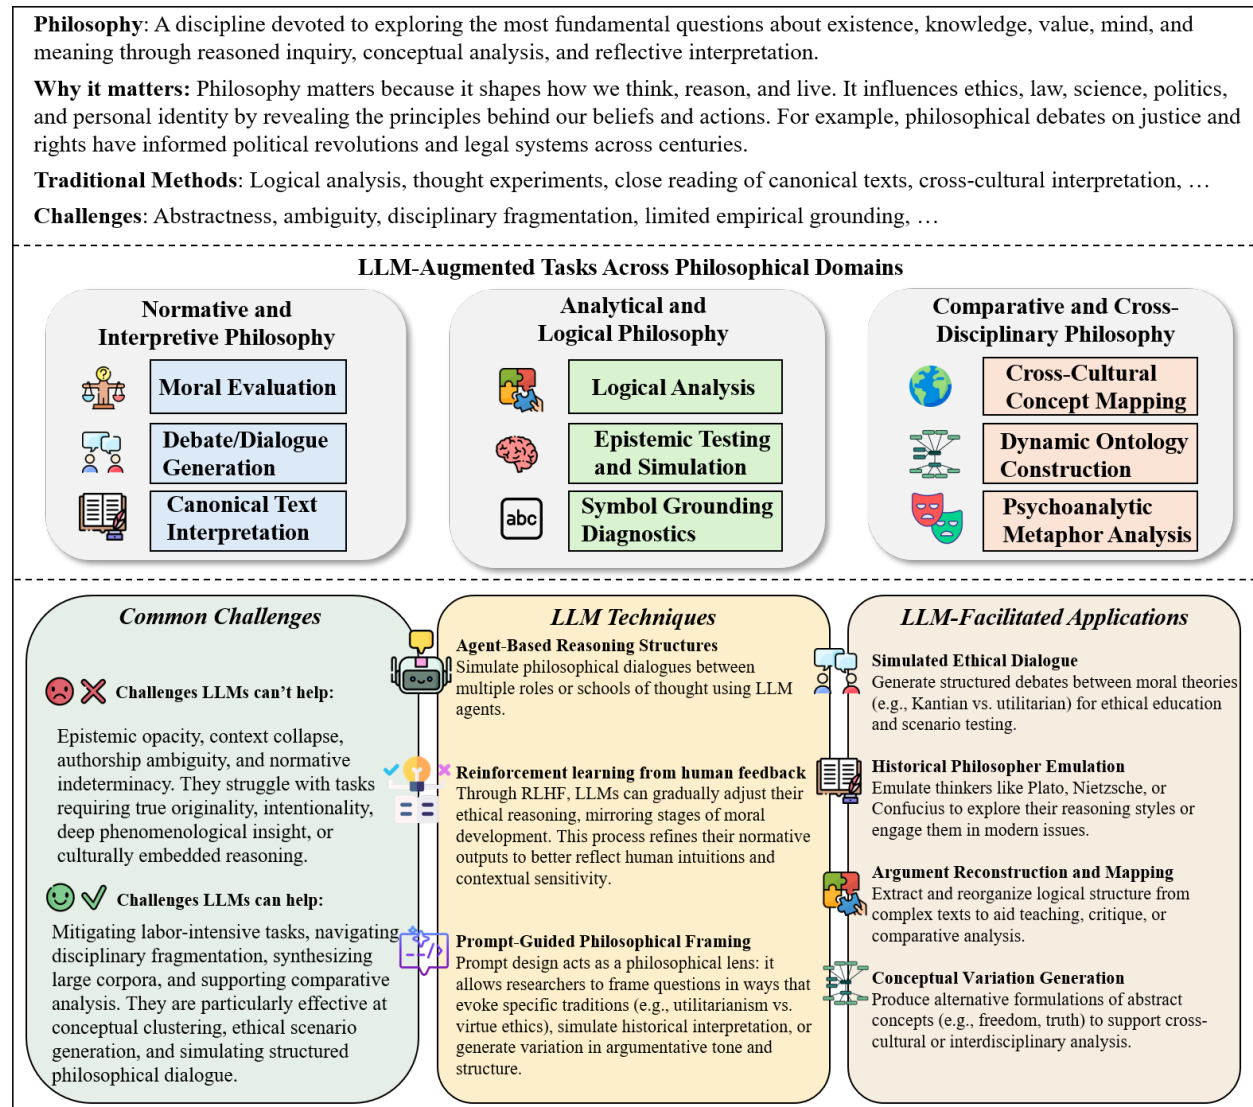 Philosophy: A discipline devoted to exploring the most fundamental questions about existence, knowledge, value, mind, and
meaning through reasoned inquiry, conceptual analysis, and reflective interpretation.
Why it matters: Philosophy matters because it shapes how we think, reason, and live. It influences ethics, law, science, politics,
and personal identity by revealing the principles behind our beliefs and actions. For example, philosophical debates on justice and
rights have informed political revolutions and legal systems across centuries.
Traditional Methods: Logical analysis, thought experiments, close reading of canonical texts, cross-cultural interpretation, …
Challenges: Abstractness, ambiguity, disciplinary fragmentation, limited empirical grounding, …
LLM-Augmented Tasks Across Philosophical Domains
Normative and
Interpretive Philosophy
Moral Evaluation
Debate/Dialogue
Generation
Canonical Text
Interpretation
Analytical and
Logical Philosophy
Logical Analysis
Epistemic Testing
and Simulation
abc
Symbol Grounding
Diagnostics
Comparative and Cross-
Disciplinary Philosophy
Cross-Cultural
Concept Mapping
Dynamic Ontology
Construction
Psychoanalytic
Metaphor Analysis
Common Challenges
Challenges LLMs can't help:
Epistemic opacity, context collapse,
authorship ambiguity, and normative
indeterminacy. They struggle with tasks
requiring true originality, intentionality,
deep phenomenological insight, or
culturally embedded reasoning.
Challenges LLMs can help:
Mitigating labor-intensive tasks, navigating
disciplinary fragmentation, synthesizing
large corpora, and supporting comparative
analysis. They are particularly effective at
conceptual clustering, ethical scenario
generation, and simulating structured
philosophical dialogue.
LLM Techniques
Agent-Based Reasoning Structures
Simulate philosophical dialogues between
multiple roles or schools of thought using LLM
agents.
Reinforcement learning from human feedback
Through RLHF, LLMs can gradually adjust their
ethical reasoning, mirroring stages of moral
development. This process refines their normative
outputs to better reflect human intuitions and
contextual sensitivity.
Prompt-Guided Philosophical Framing
Prompt design acts as a philosophical lens: it
allows researchers to frame questions in ways that
evoke specific traditions (e.g., utilitarianism vs.
virtue ethics), simulate historical interpretation, or
generate variation in argumentative tone and
structure.
LLM-Facilitated Applications
Simulated Ethical Dialogue
Generate structured debates between moral theories
(e.g., Kantian vs. utilitarian) for ethical education
and scenario testing.
Historical Philosopher Emulation
Emulate thinkers like Plato, Nietzsche, or
Confucius to explore their reasoning styles or
engage them in modern issues.
Argument Reconstruction and Mapping
Extract and reorganize logical structure from
complex texts to aid teaching, critique, or
comparative analysis.
Conceptual Variation Generation
Produce alternative formulations of abstract
concepts (e.g., freedom, truth) to support cross-
cultural or interdisciplinary analysis.